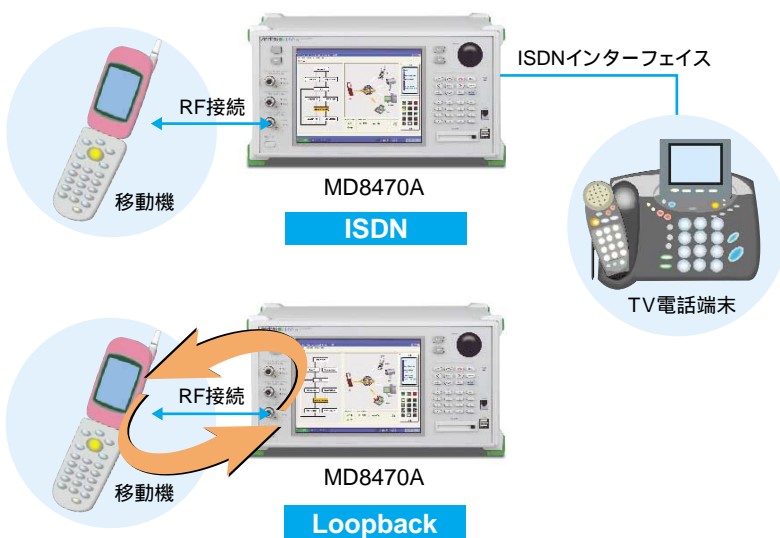 ISDNインターフェイス
RF接続
移動機
MD8470A
ISDN
TV電話端末
RF接続
移動機
MD8470A
Loopback